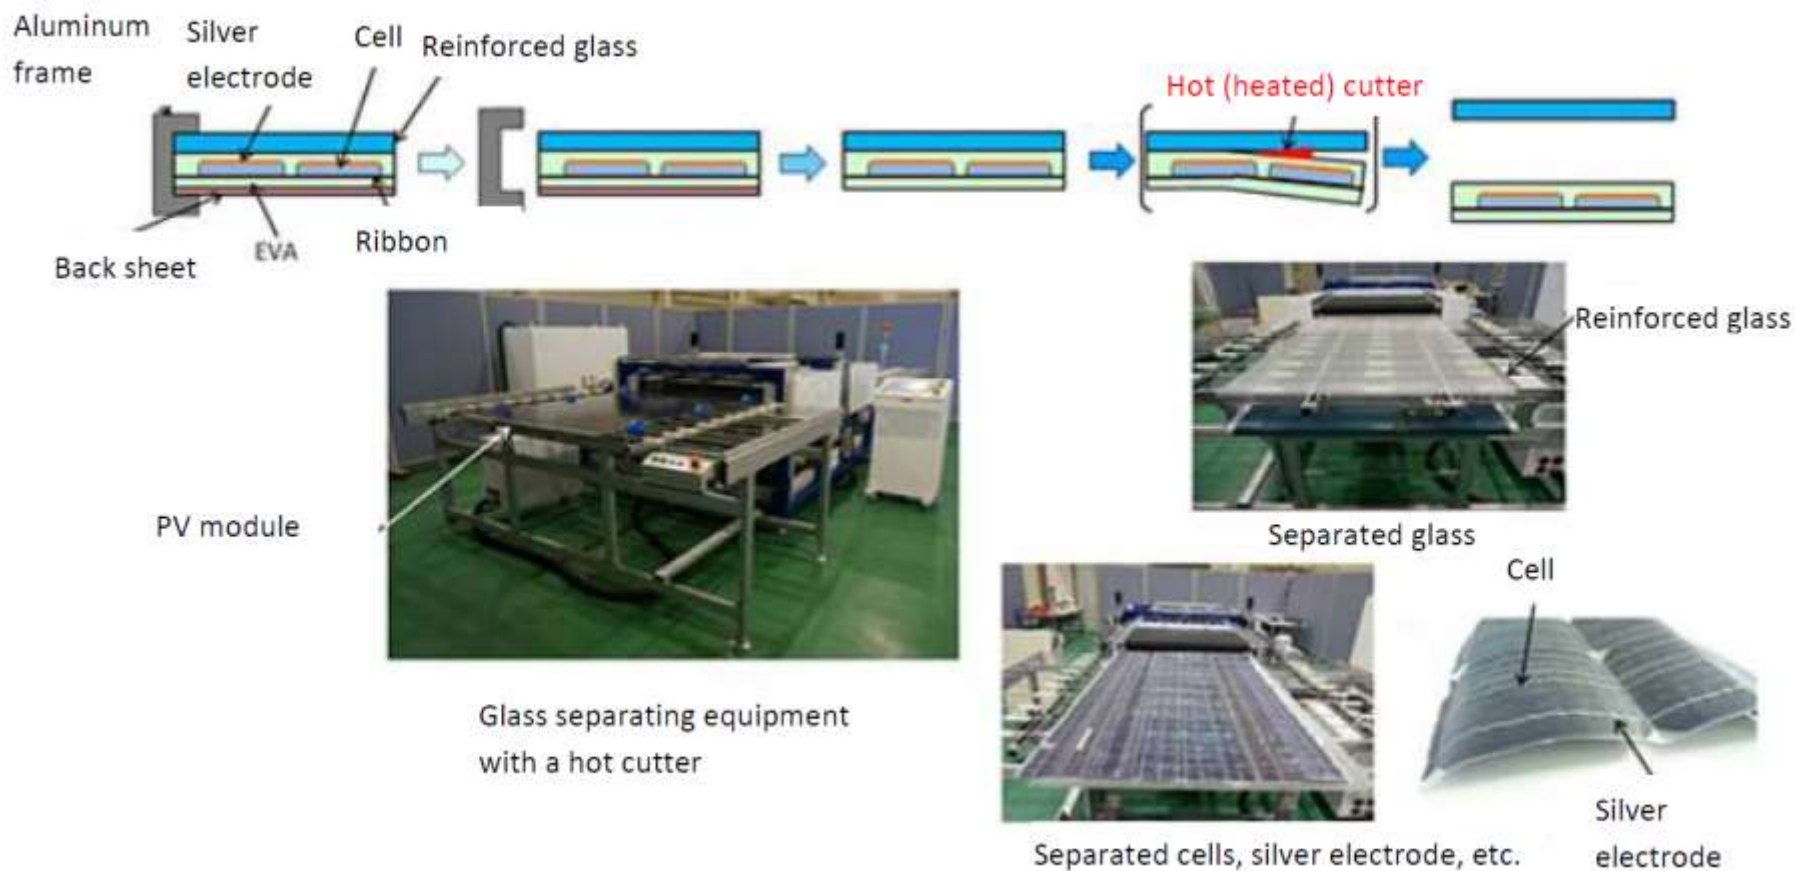 Aluminum
frame
Silver
electrode
Cell
Reinforced glass
Hot (heated) cutter
Back sheet
EVA
Ribbon
Reinforced glass
PV module
Separated glass
Cell
Glass separating equipment
with a hot cutter
Silver
electrode
Separated cells, silver electrode, etc.